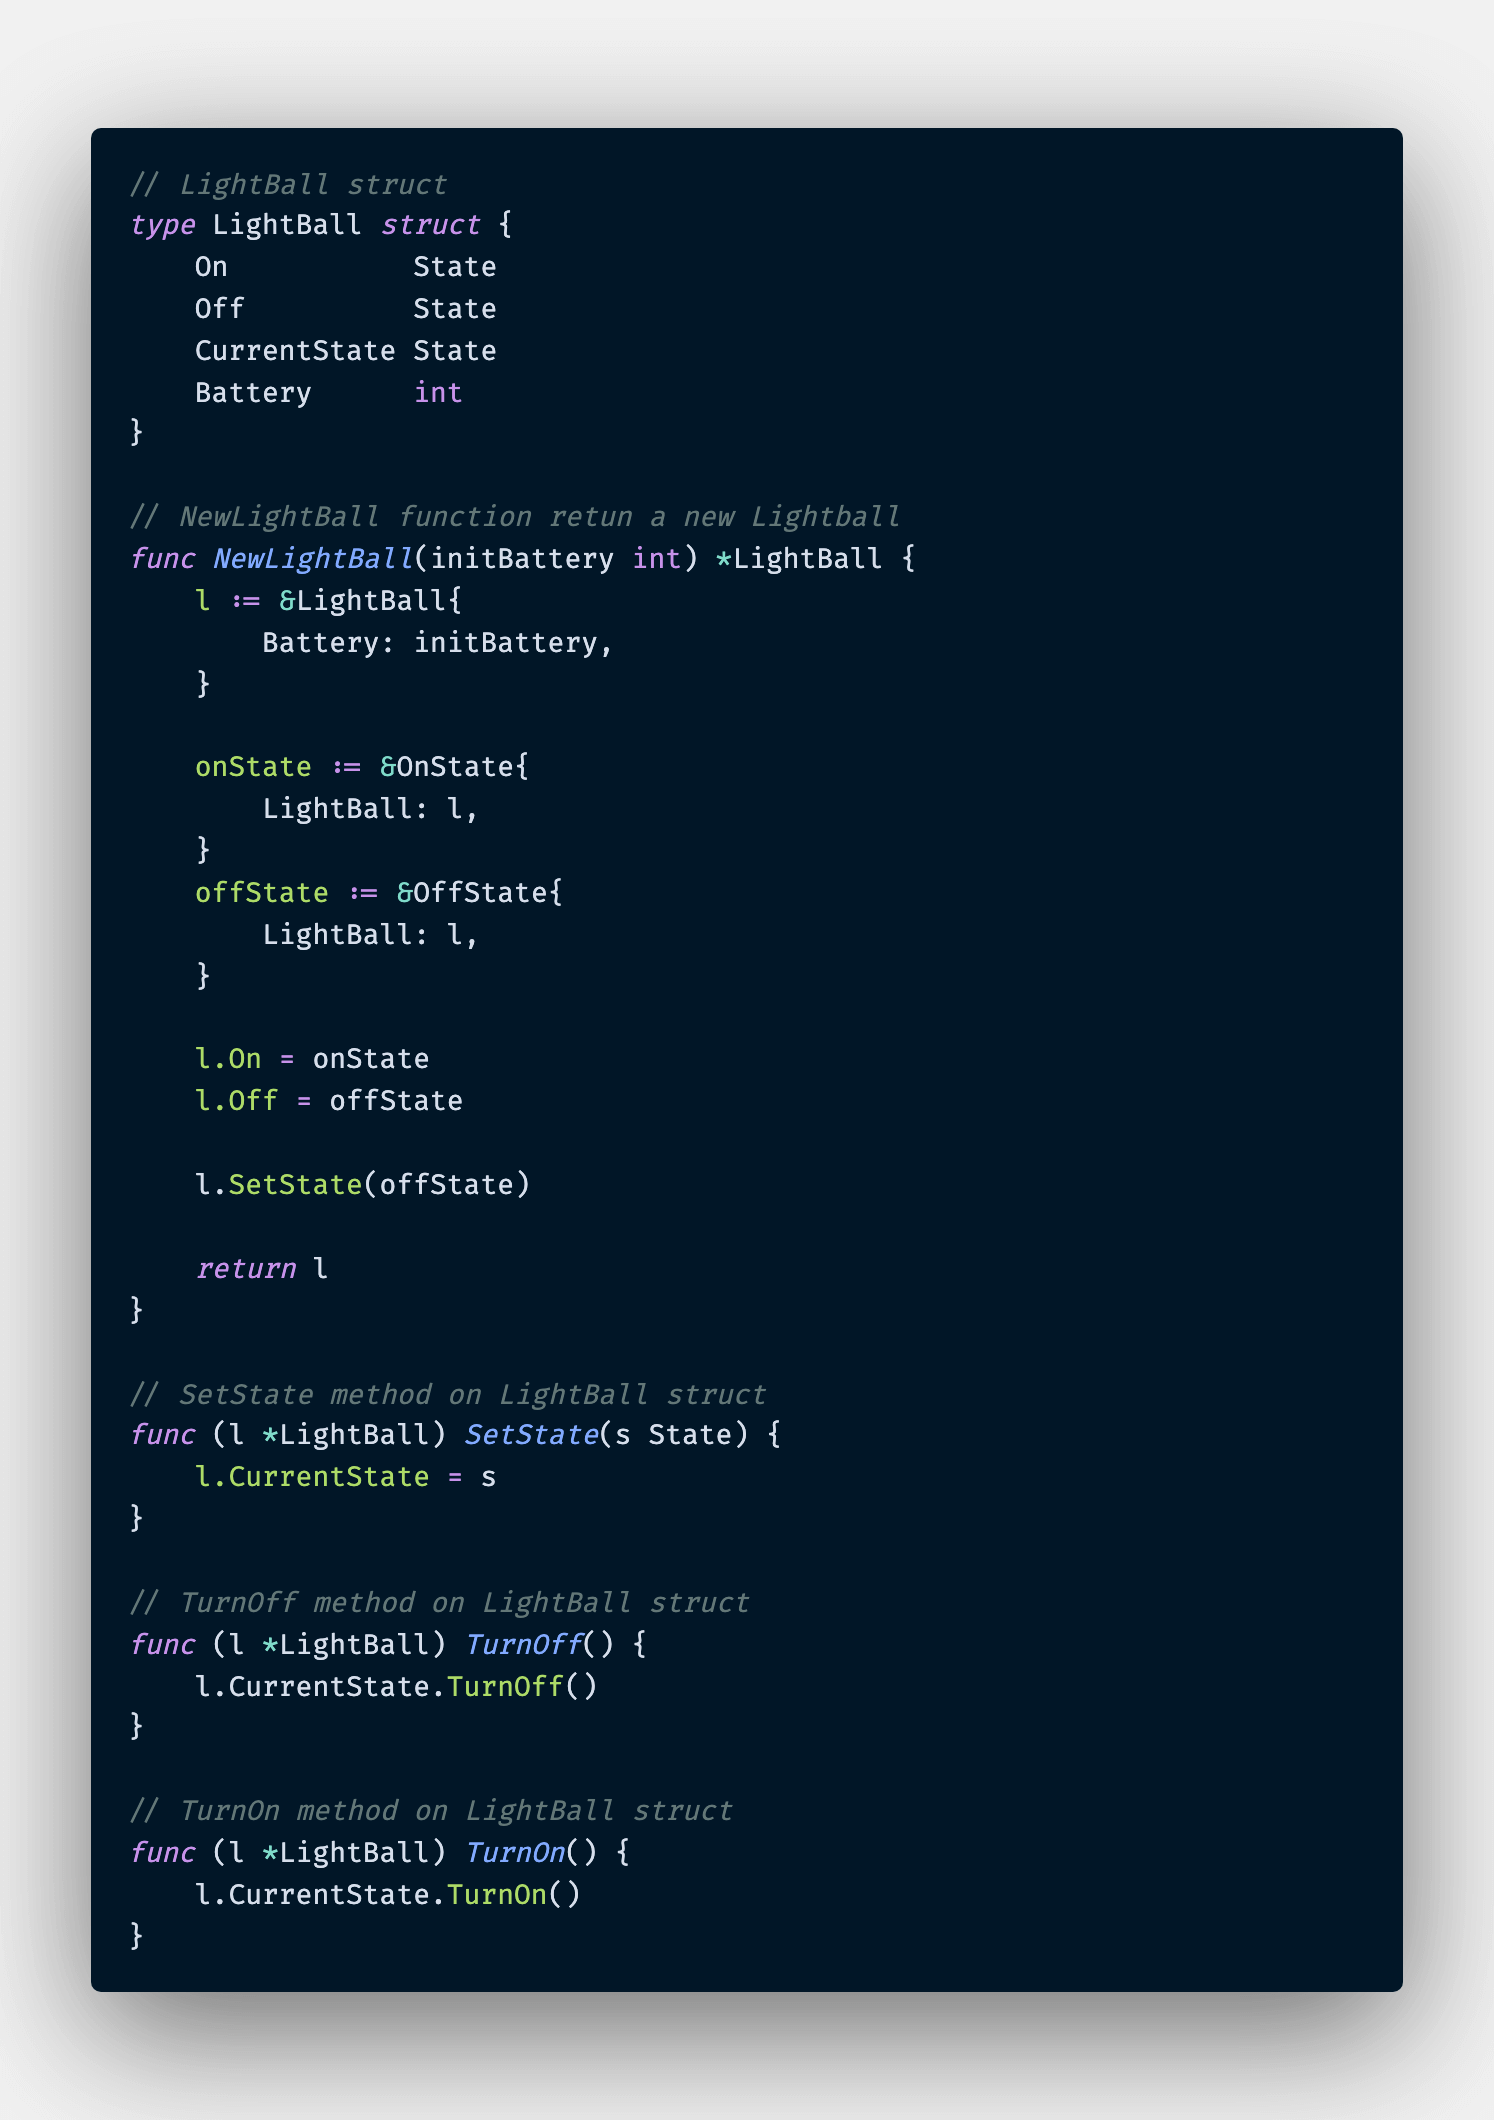 // LightBall struct
type LightBall struct {
    On           State
    Off          State
    CurrentState State
    Battery      int
}

// NewLightBall function retun a new Lightball
func NewLightBall(initBattery int) *LightBall {
    l := &LightBall{
        Battery: initBattery,
    }

    onState := &OnState{
        LightBall: l,
    }
    offState := &OffState{
        LightBall: l,
    }

    l.On = onState
    l.Off = offState

    l.SetState(offState)

    return l
}

// SetState method on LightBall struct
func (l *LightBall) SetState(s State) {
    l.CurrentState = s
}

// TurnOff method on LightBall struct
func (l *LightBall) TurnOff() {
    l.CurrentState.TurnOff()
}

// TurnOn method on LightBall struct
func (l *LightBall) TurnOn() {
    l.CurrentState.TurnOn()
}